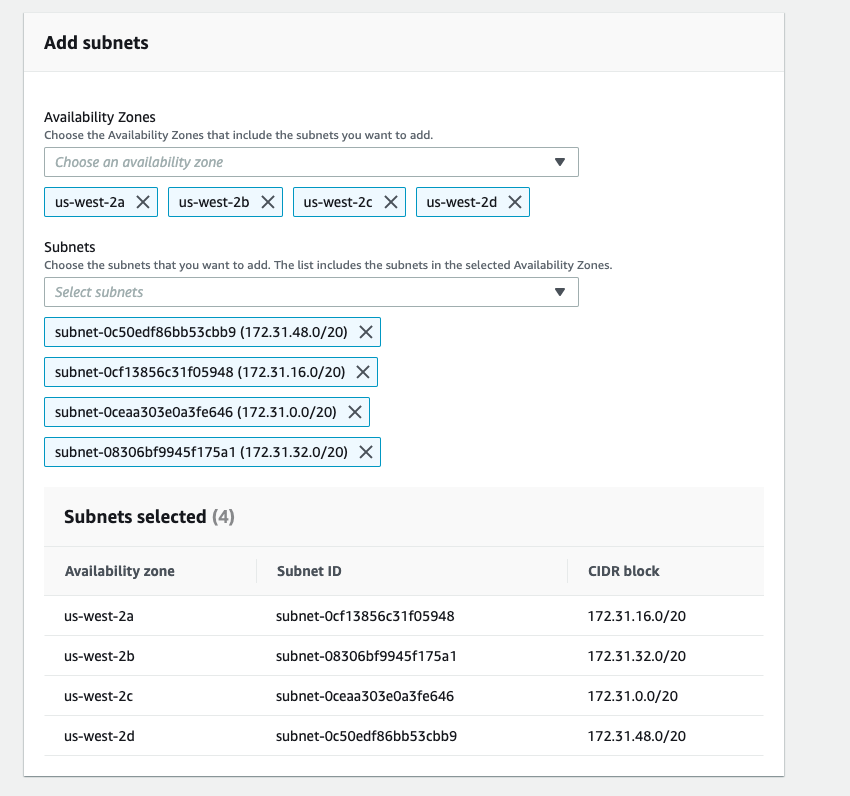 Add subnets
Availability Zones
Choose the Availability Zones that include the subnets you want to add.
Choose an availability zone
us-west-2a us-west-2b us-west-2c us-west-2d
Subnets
Choose the subnets that you want to add. The list includes the subnets in the selected Availability Zones.
Select subnets
subnet-0c50edf86bb53cbb9 (172.31.48.0/20)
subnet-0cf13856c31f05948 (172.31.16.0/20)
subnet-0ceaa303e0a3fe646 (172.31.0.0/20)
subnet-08306bf9945f175a1 (172.31.32.0/20)
Subnets selected (4)
Availability zone Subnet ID CIDR block
us-west-2a subnet-0cf13856c31f05948 172.31.16.0/20
us-west-2b subnet-08306bf9945f175a1 172.31.32.0/20
us-west-2c subnet-0ceaa303e0a3fe646 172.31.0.0/20
us-west-2d subnet-0c50edf86bb53cbb9 172.31.48.0/20